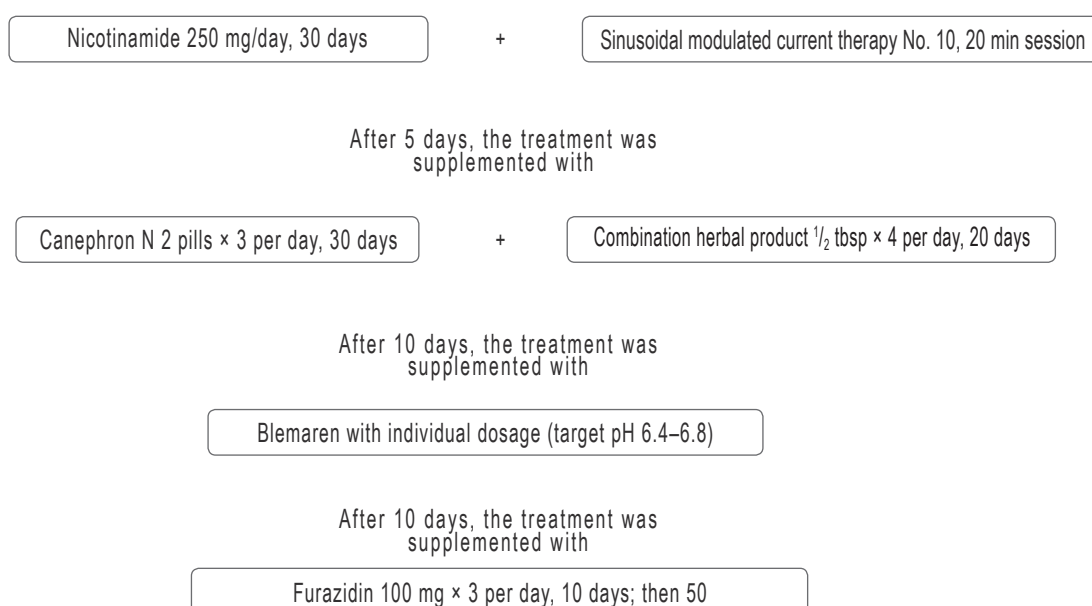 Nicotinamide 250 mg/day, 30 days + Sinusoidal modulated current therapy No. 10, 20 min session
After 5 days, the treatment was
supplemented with
Canephron N 2 pills × 3 per day, 30 days + Combination herbal product 1/2 tbsp × 4 per day, 20 days
After 10 days, the treatment was
supplemented with
Blemaren with individual dosage (target pH 6.4–6.8)
After 10 days, the treatment was
supplemented with
Furazidin 100 mg × 3 per day, 10 days; then 50